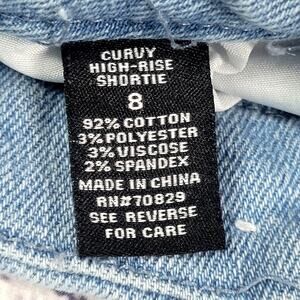 CURVY
HIGH-RISE
SHORTIE
8
92% COTTON
3% POLYESTER
3% VISCOSE
2% SPANDEX
MADE IN CHINA
RN#70829
SEE REVERSE
FOR CARE